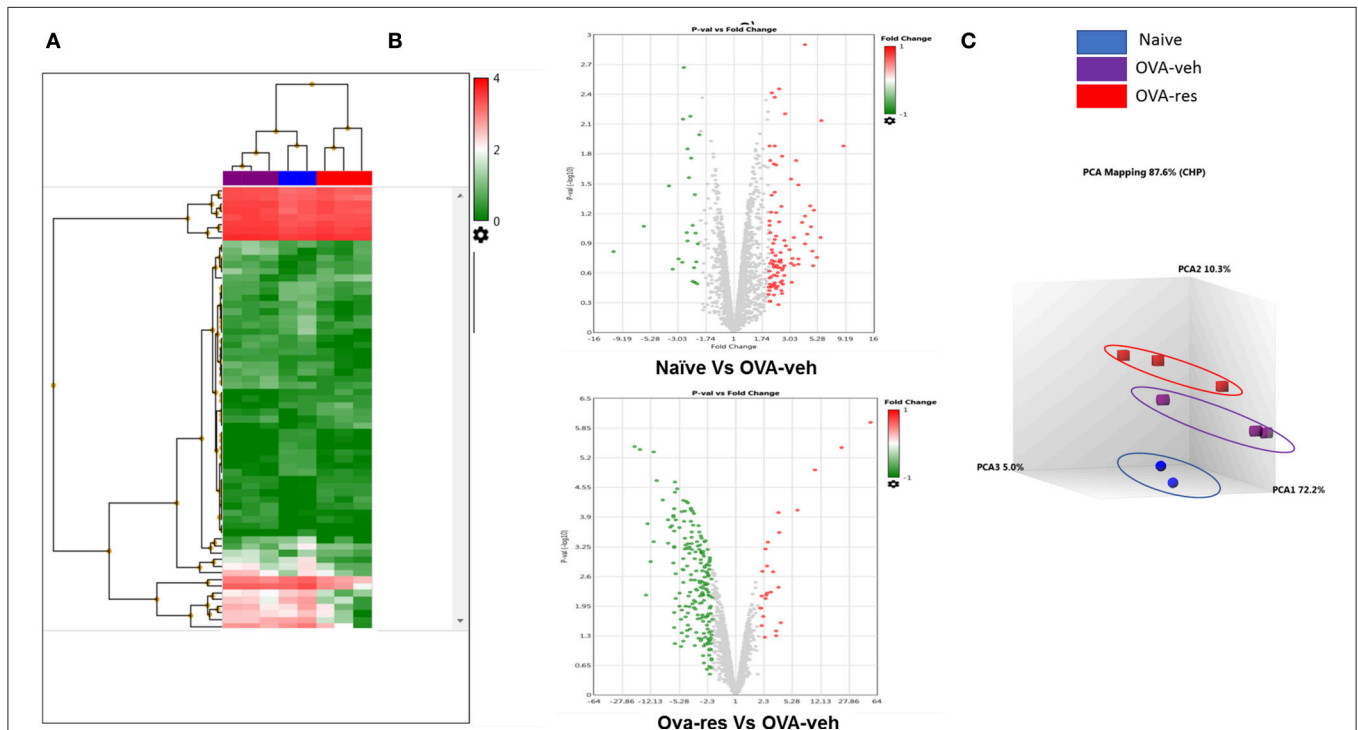 A
B
C
4
2
0
P-val vs Fold Change
Fold Change
1
-1
P-val (-log10)
3
2.7
2.4
2.1
1.8
1.5
1.2
0.9
0.6
0.3
0
-16 -9.19 -5.28 -3.03 -1.74 1 1.74 3.03 5.28 9.19 16
Fold Change
Naïve Vs OVA-veh
P-val vs Fold Change
Fold Change
1
-1
P-val (-log10)
6.5
5.85
5.2
4.55
3.9
3.25
2.6
1.95
1.3
0.65
0
-64 -27.86 -12.13 -5.28 -2.3 1 2.3 5.28 12.13 27.86 64
Ova-res Vs OVA-veh
Naive
OVA-veh
OVA-res
PCA Mapping 87.6% (CHP)
PCA2 10.3%
PCA3 5.0%
PCA1 72.2%